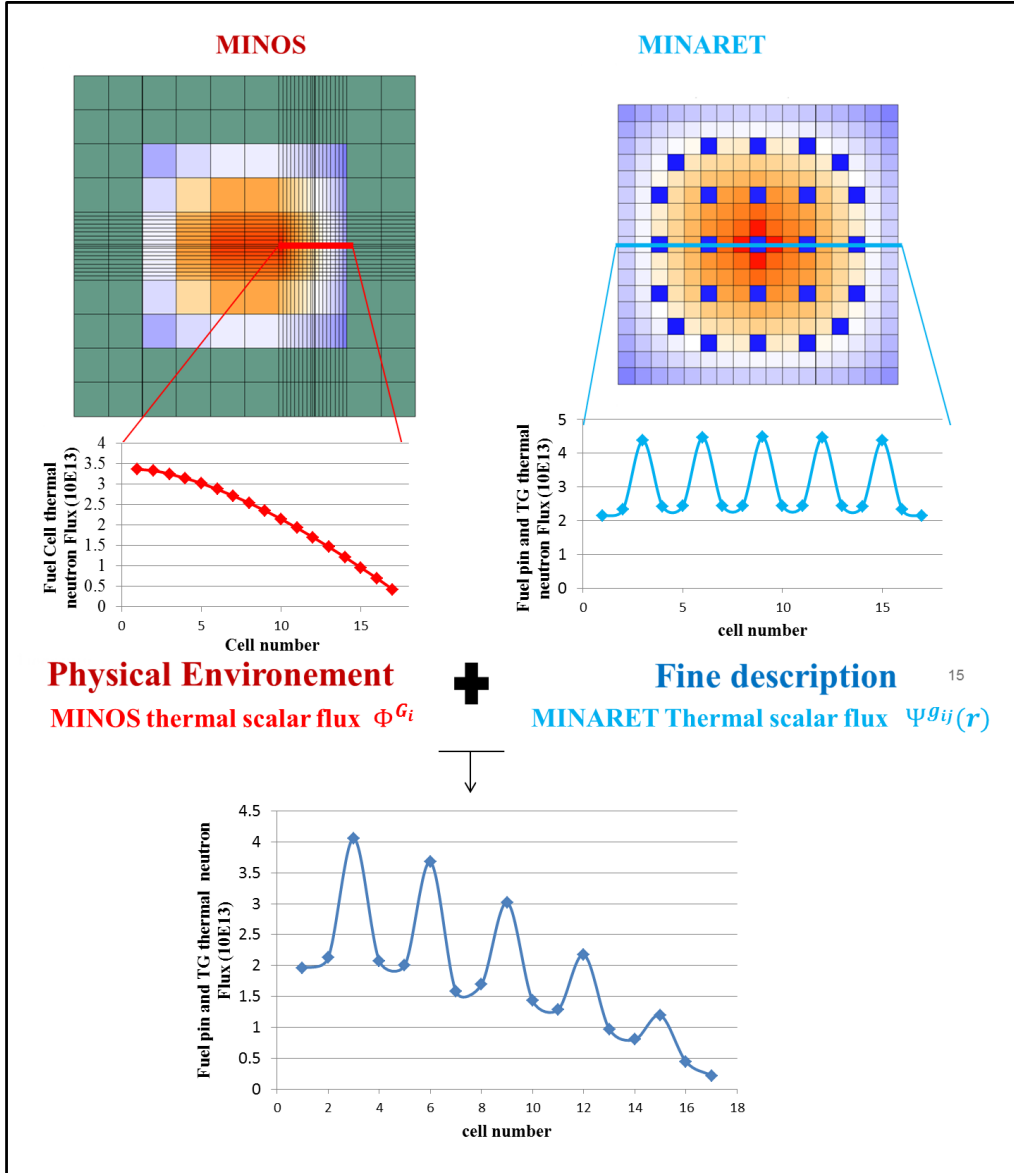 MINOS
MINARET
4
3.5
3
2.5
2
1.5
1
0.5
0
0 5 10 15
Fuel Cell thermal
neutron Flux (10E13)
Cell number
5
4
3
2
1
0
0 5 10 15
Fuel pin and TG thermal
neutron Flux (10E13)
cell number
Physical Environement
Fine description
15
MINOS thermal scalar flux Φ^{G_i}
MINARET Thermal scalar flux Ψ^{g_{ij}}(r)
4.5
4
3.5
3
2.5
2
1.5
1
0.5
0
0 2 4 6 8 10 12 14 16 18
Fuel pin and TG thermal neutron
Flux (10E13)
cell number